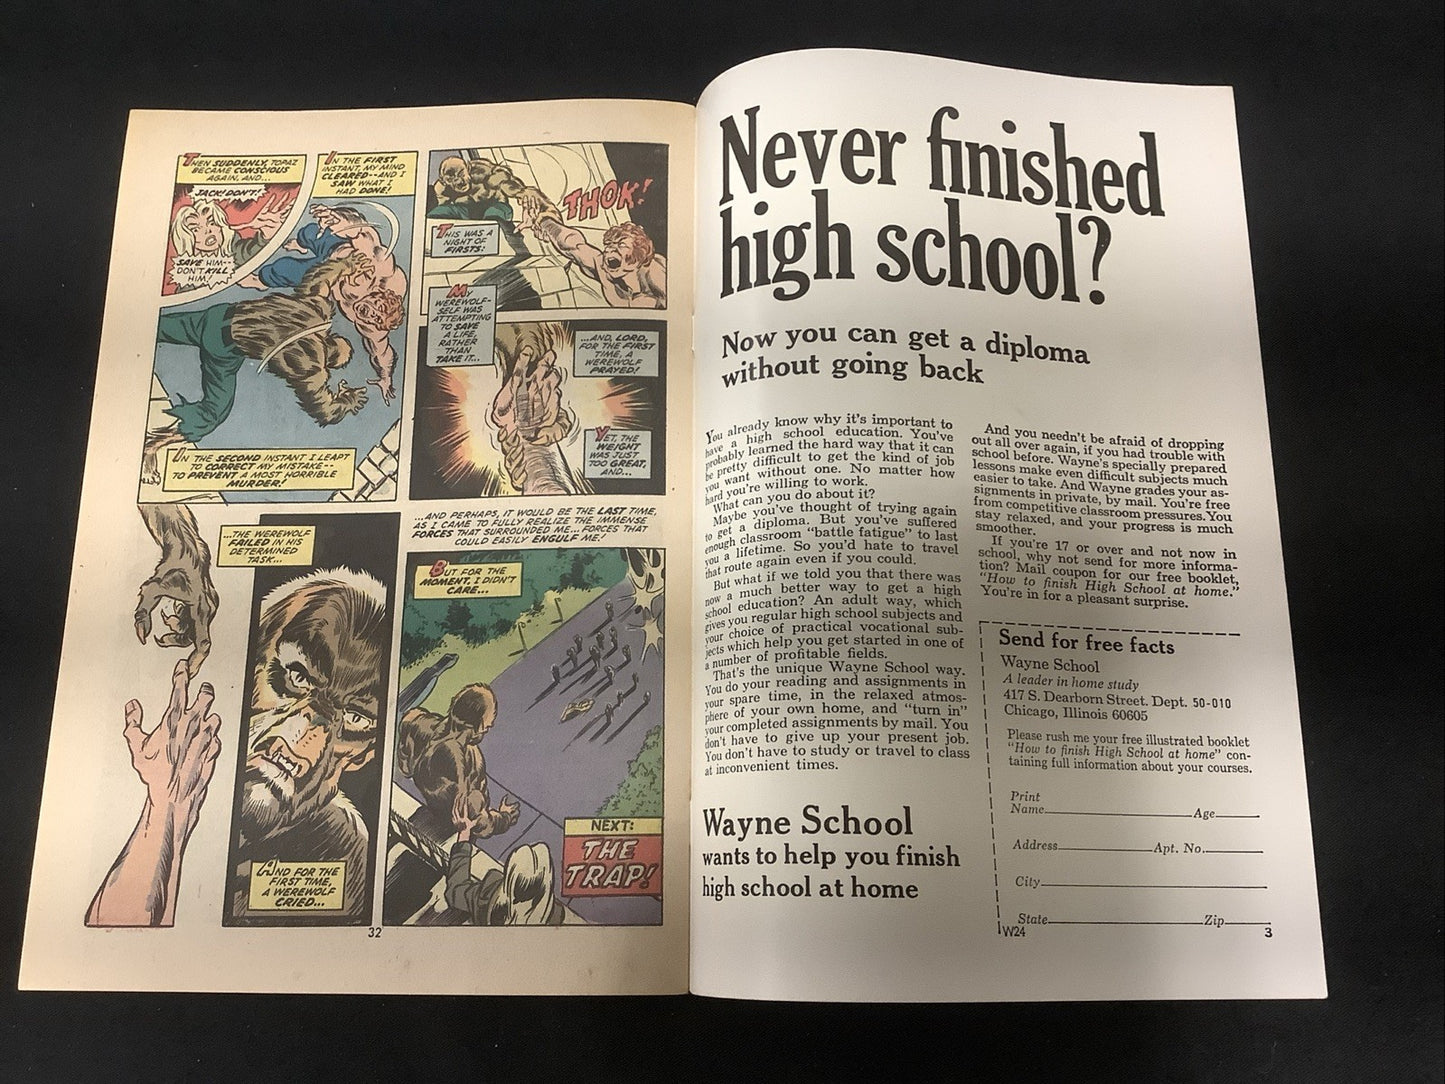 THEN SUDDENLY, TOPAZ
BECAME CONSCIOUS
AGAIN, AND...
JACK! DON'T!
SAVE HIM--
DON'T KILL
HIM!
IN THE FIRST
INSTANT, MY MIND
CLEARED--AND I
SAW WHAT I
HAD DONE!
IN THE SECOND INSTANT I LEAPT
TO CORRECT MY MISTAKE--
TO PREVENT A MOST HORRIBLE
MURDER!
THOK!
THIS WAS A
NIGHT OF
FIRSTS:
MY
WEREWOLF-
SELF WAS
ATTEMPTING
TO SAVE
A LIFE,
RATHER
THAN
TAKE IT...
...AND, LORD,
FOR THE FIRST
TIME, A
WEREWOLF
PRAYED!
YET, THE
WEIGHT
WAS JUST
TOO GREAT,
AND...
...THE WEREWOLF
FAILED IN HIS
DETERMINED
TASK...
AND FOR THE
FIRST TIME,
A WEREWOLF
CRIED...
...AND PERHAPS, IT WOULD BE THE LAST TIME,
AS I CAME TO FULLY REALIZE THE IMMENSE
FORCES THAT SURROUNDED ME... FORCES THAT
COULD EASILY ENGULF ME!
BUT FOR THE
MOMENT, I DIDN'T
CARE...
NEXT:
THE
TRAP!
32
Never finished
high school?
Now you can get a diploma
without going back
You already know why it's important to
have a high school education. You've
probably learned the hard way that it can
be pretty difficult to get the kind of job
you want without one. No matter how
hard you're willing to work.
What can you do about it?
Maybe you've thought of trying again
to get a diploma. But you've suffered
enough classroom "battle fatigue" to last
you a lifetime. So you'd hate to travel
that route again even if you could.
But what if we told you that there was
now a much better way to get a high
school education? An adult way, which
gives you regular high school subjects and
your choice of practical vocational sub-
jects which help you get started in one of
a number of profitable fields.
That's the unique Wayne School way.
You do your reading and assignments in
your spare time, in the relaxed atmos-
phere of your own home, and "turn in"
your completed assignments by mail. You
don't have to give up your present job.
You don't have to study or travel to class
at inconvenient times.
Wayne School
wants to help you finish
high school at home
And you needn't be afraid of dropping
out all over again, if you had trouble with
school before. Wayne's specially prepared
lessons make even difficult subjects much
easier to take. And Wayne grades your as-
signments in private, by mail. You're free
from competitive classroom pressures. You
stay relaxed, and your progress is much
smoother.
If you're 17 or over and not now in
school, why not send for more informa-
tion? Mail coupon for our free booklet,
"How to finish High School at home."
You're in for a pleasant surprise.
Send for free facts
Wayne School
A leader in home study
417 S. Dearborn Street. Dept. 50-010
Chicago, Illinois 60605
Please rush me your free illustrated booklet
"How to finish High School at home" con-
taining full information about your courses.
Print
Name Age
Address Apt. No.
City
State Zip
W24
3